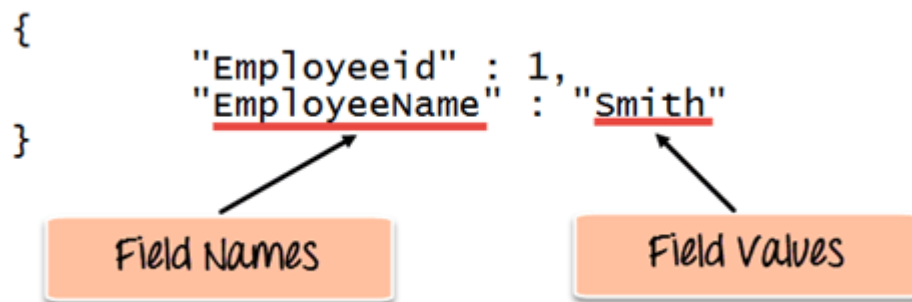 {
"Employeeid" : 1,
"EmployeeName" : "Smith"
}
Field Names
Field Values